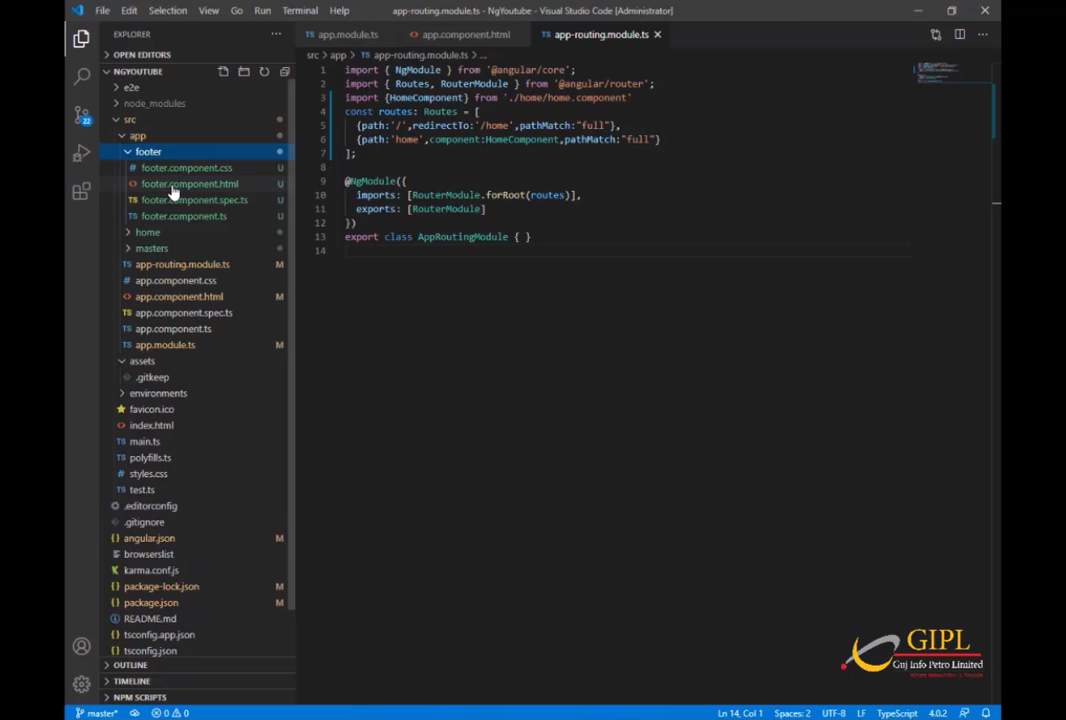 File Edit Selection View Go Run Terminal Help app-routing.module.ts - NgYoutube - Visual Studio Code [Administrator]
EXPLORER
OPEN EDITORS
NGYOUTUBE
e2e
node_modules
src
app
footer
footer.component.css U
footer.component.html U
footer.component.spec.ts U
footer.component.ts U
home
masters
app-routing.module.ts M
app.component.css
app.component.html M
app.component.spec.ts
app.component.ts
app.module.ts M
assets
.gitkeep
environments
favicon.ico
index.html
main.ts
polyfills.ts
styles.css
test.ts
.editorconfig
.gitignore
angular.json M
browserslist
karma.conf.js
package-lock.json M
package.json M
README.md
tsconfig.app.json
tsconfig.json
OUTLINE
TIMELINE
NPM SCRIPTS
22
app.module.ts app.component.html app-routing.module.ts
src > app > TS app-routing.module.ts > ...
1 import { NgModule } from '@angular/core';
2 import { Routes, RouterModule } from '@angular/router';
3 import {HomeComponent} from './home/home.component'
4 const routes: Routes = [
5 {path:'/',redirectTo:'/home',pathMatch:"full"},
6 {path:'home',component:HomeComponent,pathMatch:"full"}
7 ];
8
9 @NgModule({
10 imports: [RouterModule.forRoot(routes)],
11 exports: [RouterModule]
12 })
13 export class AppRoutingModule { }
14
GIPL
Guj Info Petro Limited
master* 0 0 Ln 14, Col 1 Spaces: 2 UTF-8 LF TypeScript 4.0.2